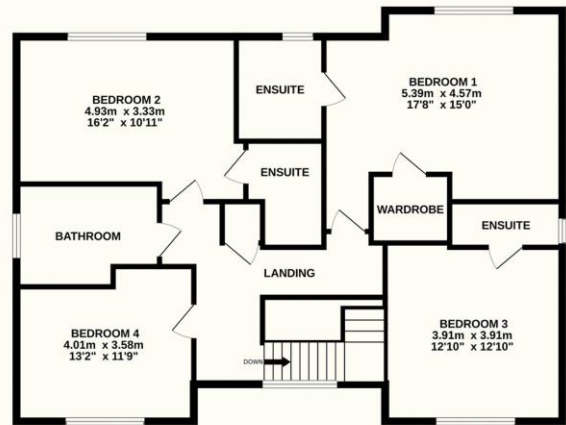 BEDROOM 2
4.93m x 3.33m
16'2" x 10'11"
ENSUITE
BEDROOM 1
5.39m x 4.57m
17'8" x 15'0"
ENSUITE
WARDROBE
ENSUITE
BATHROOM
LANDING
BEDROOM 4
4.01m x 3.58m
13'2" x 11'9"
BEDROOM 3
3.91m x 3.91m
12'10" x 12'10"
DOWN